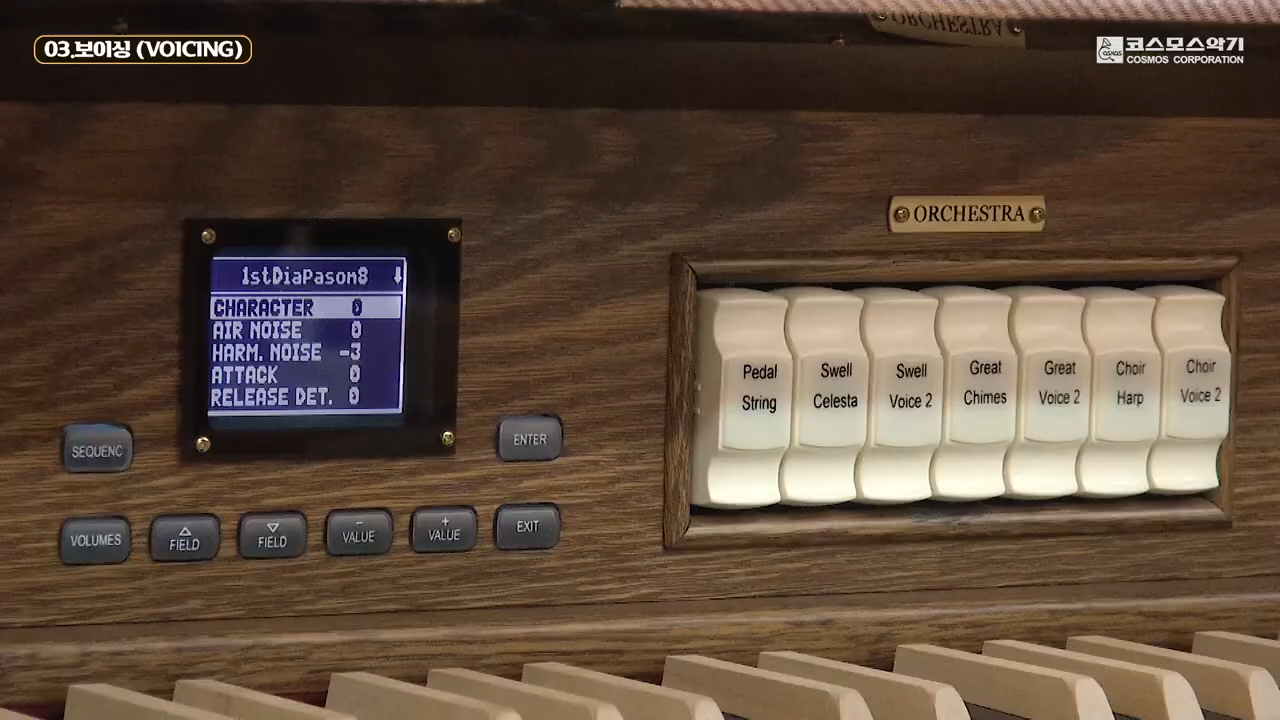 03.보이싱 (VOICING)
코스모스악기
COSMOS CORPORATION
ORCHESTRA
ORCHESTRA
1stDiaPason8
CHARACTER 0
AIR NOISE 0
HARM. NOISE -3
ATTACK 0
RELEASE DET. 0
SEQUENC
ENTER
VOLUMES
FIELD
FIELD
- VALUE
+ VALUE
EXIT
Pedal String
Swell Celesta
Swell Voice 2
Great Chimes
Great Voice 2
Choir Harp
Choir Voice 2